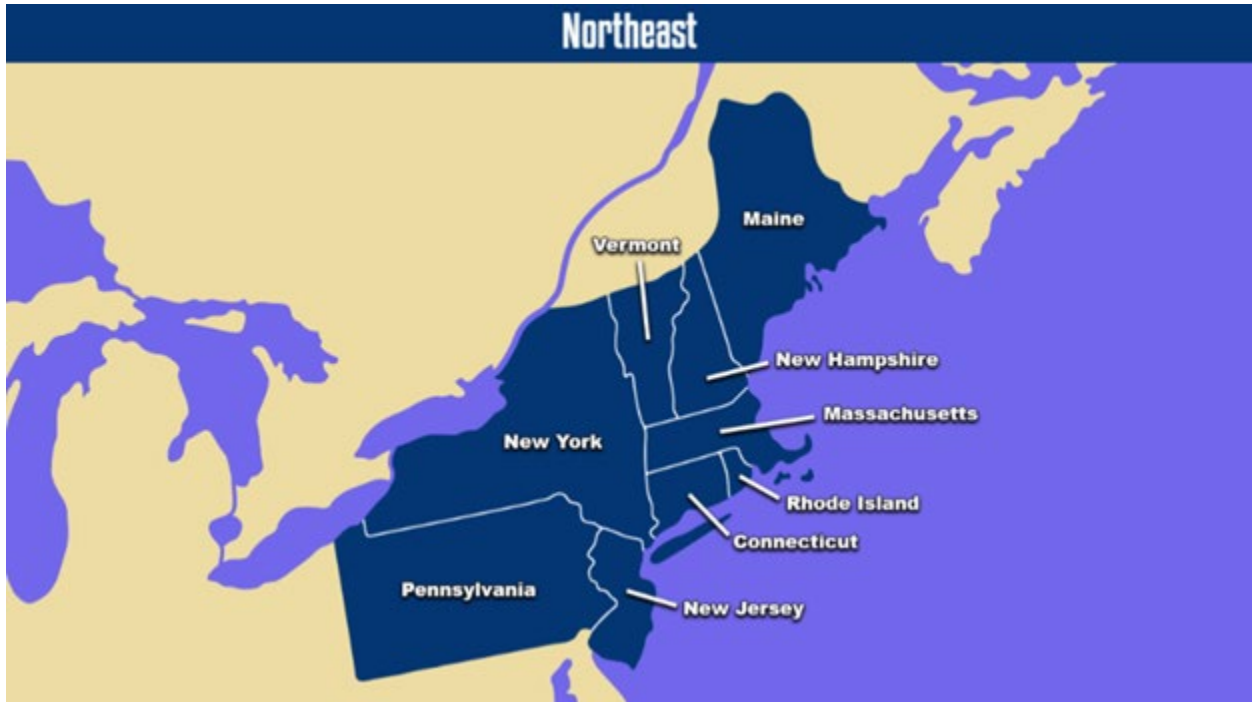 Northeast
Maine
Vermont
New Hampshire
Massachusetts
New York
Rhode Island
Connecticut
Pennsylvania
New Jersey